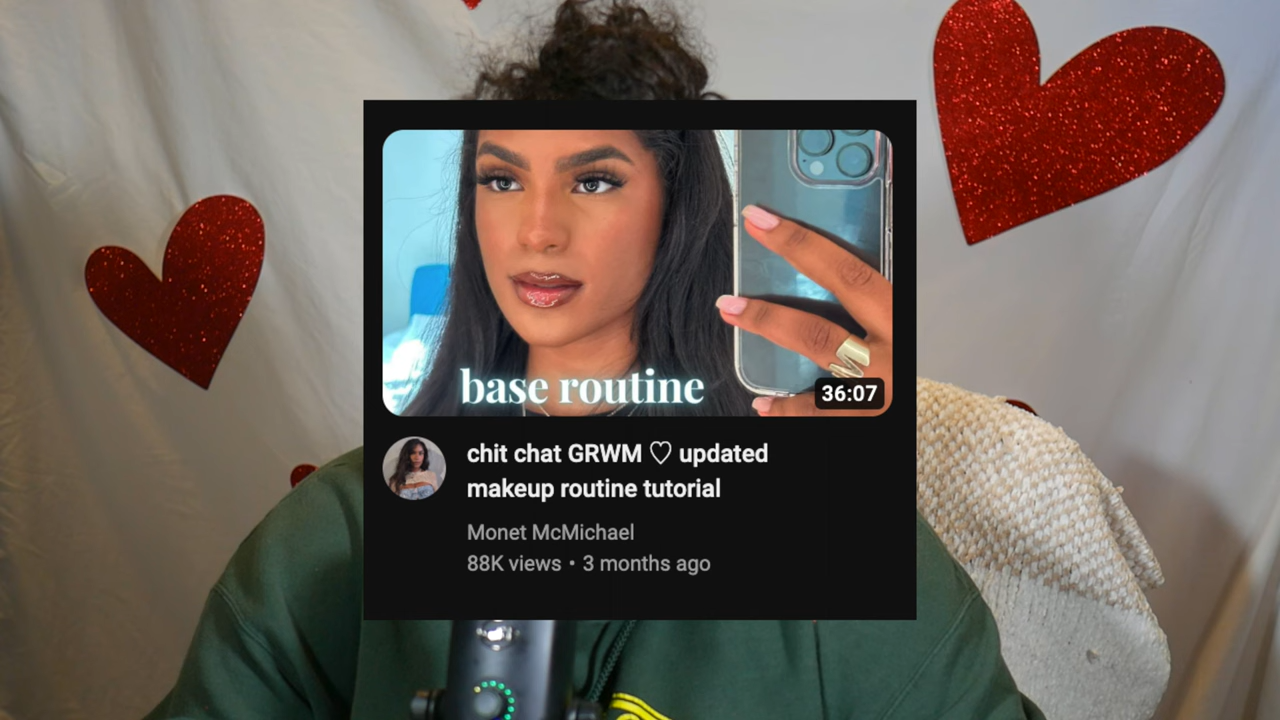 base routine
36:07
chit chat GRWM ♡ updated
makeup routine tutorial
Monet McMichael
88K views • 3 months ago